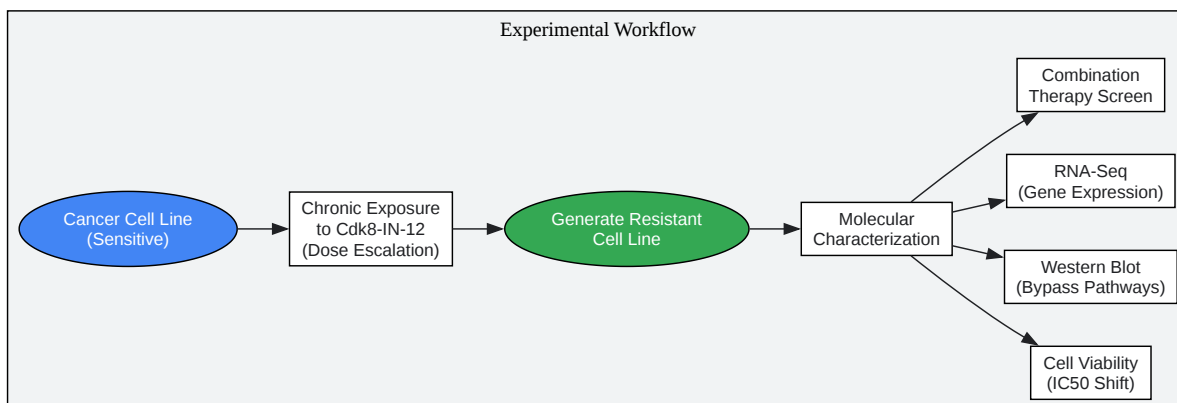 Experimental Workflow
Cancer Cell Line
(Sensitive)
Chronic Exposure
to Cdk8-IN-12
(Dose Escalation)
Generate Resistant
Cell Line
Molecular
Characterization
Combination
Therapy Screen
RNA-Seq
(Gene Expression)
Western Blot
(Bypass Pathways)
Cell Viability
(IC50 Shift)